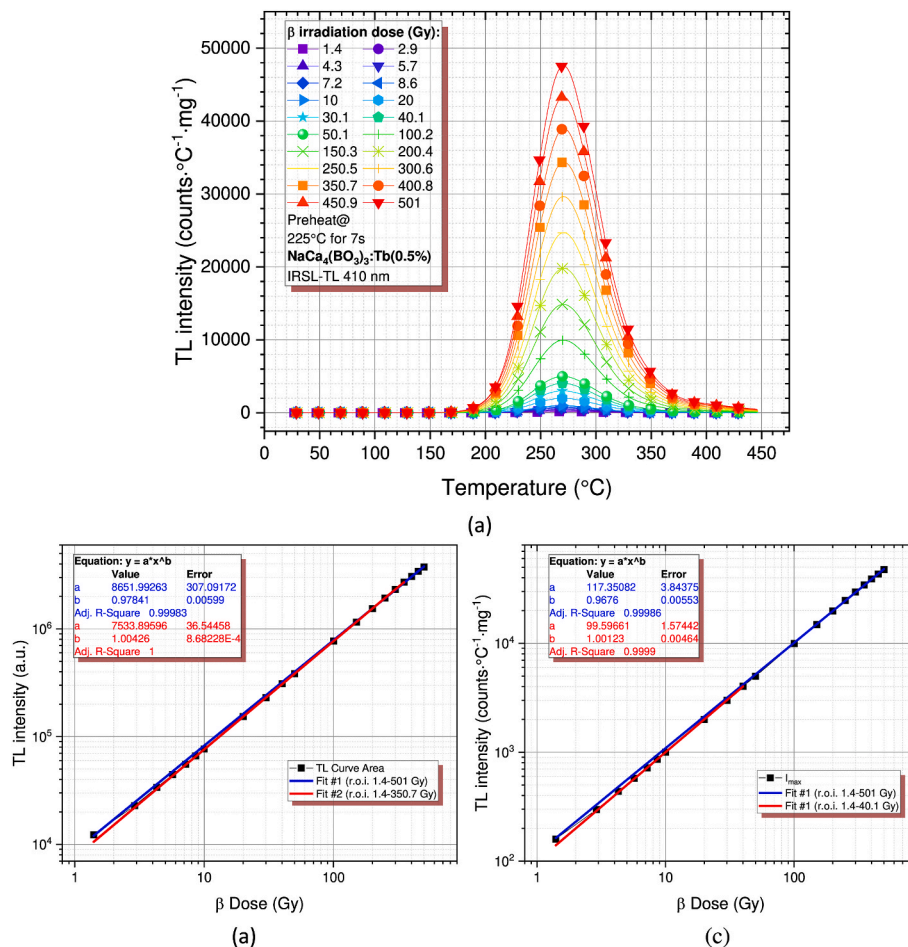 β irradiation dose (Gy):
1.4 2.9
4.3 5.7
7.2 8.6
10 20
30.1 40.1
50.1 100.2
150.3 200.4
250.5 300.6
350.7 400.8
450.9 501
Preheat@
225°C for 7s
NaCa₄(BO₃)₃:Tb(0.5%)
IRSL-TL 410 nm
TL intensity (counts·°C⁻¹·mg⁻¹)
50000
40000
30000
20000
10000
0
0 50 100 150 200 250 300 350 400 450
Temperature (°C)
(a)
Equation: y = a*x^b
Value Error
a 8651.99263 307.09172
b 0.97841 0.00599
Adj. R-Square 0.99983
a 7533.89596 36.54458
b 1.00426 8.68228E-4
Adj. R-Square 1
TL intensity (a.u.)
10⁶
10⁵
10⁴
TL Curve Area
Fit #1 (r.o.i. 1.4-501 Gy)
Fit #2 (r.o.i. 1.4-350.7 Gy)
1 10 100
β Dose (Gy)
(a)
Equation: y = a*x^b
Value Error
a 117.35082 3.84375
b 0.9676 0.00553
Adj. R-Square 0.99986
a 99.59661 1.57442
b 1.00123 0.00464
Adj. R-Square 0.9999
TL intensity (counts·°C⁻¹·mg⁻¹)
10⁴
10³
10²
Iₘₐₓ
Fit #1 (r.o.i. 1.4-501 Gy)
Fit #1 (r.o.i. 1.4-40.1 Gy)
1 10 100
β Dose (Gy)
(c)